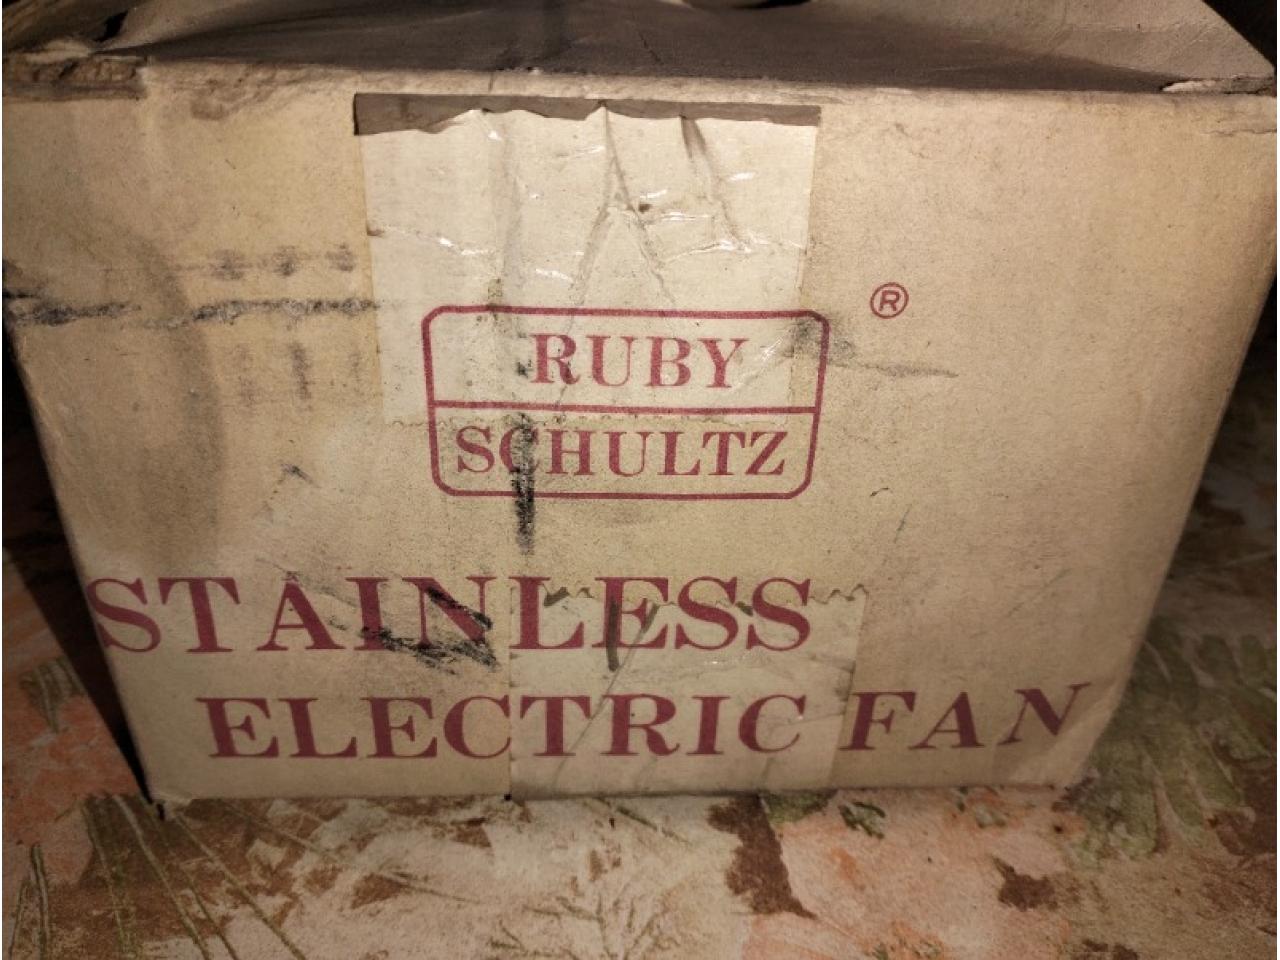 ®
RUBY
SCHULTZ
STAINLESS
ELECTRIC FAN